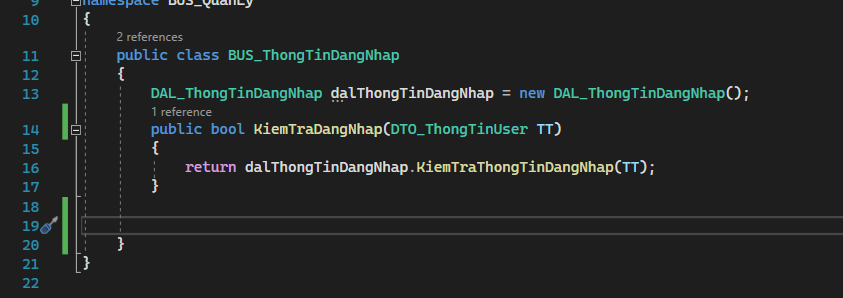 9 namespace BUS_QuanLy
10 {
2 references
11 public class BUS_ThongTinDangNhap
12 {
13 DAL_ThongTinDangNhap dalThongTinDangNhap = new DAL_ThongTinDangNhap();
1 reference
14 public bool KiemTraDangNhap(DTO_ThongTinUser TT)
15 {
16 return dalThongTinDangNhap.KiemTraThongTinDangNhap(TT);
17 }
18
19
20 }
21 }
22